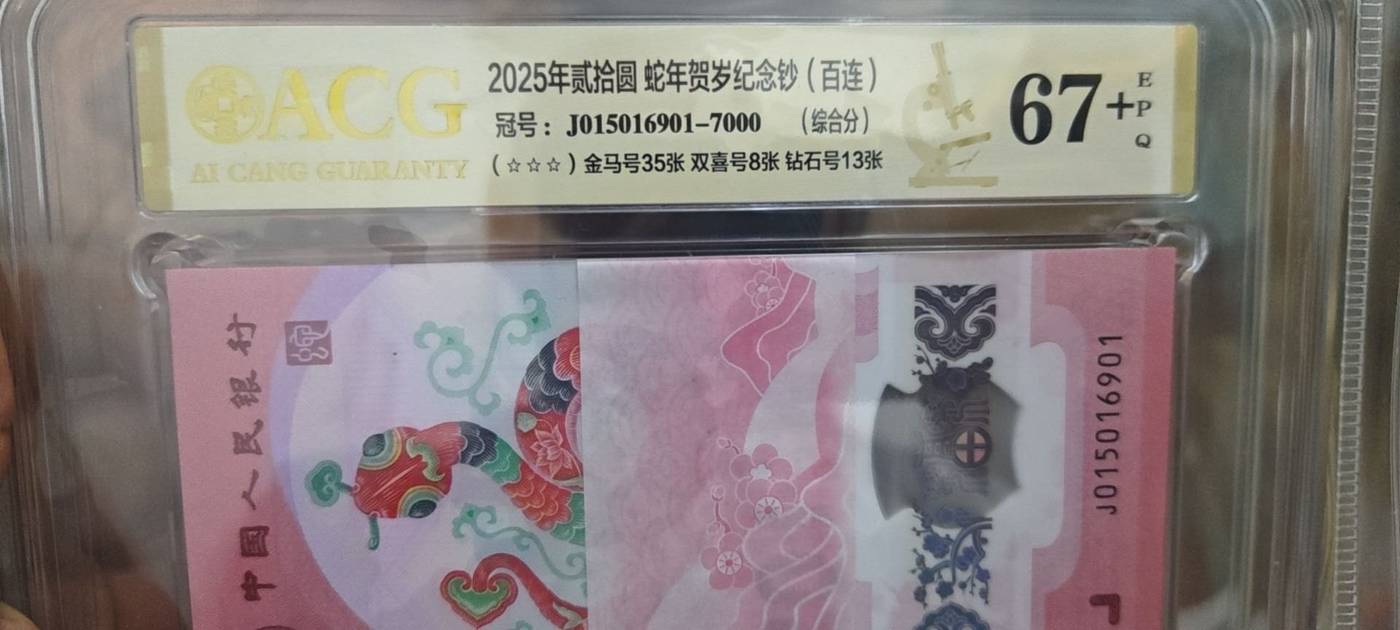 ACG
AI CANG GUARANTY
2025年贰拾圆 蛇年贺岁纪念钞（百连）
冠号：J015016901-7000 （综合分）
（☆☆☆）金马号35张 双喜号8张 钻石号13张
67+
EPQ
中国人民银行
J015016901